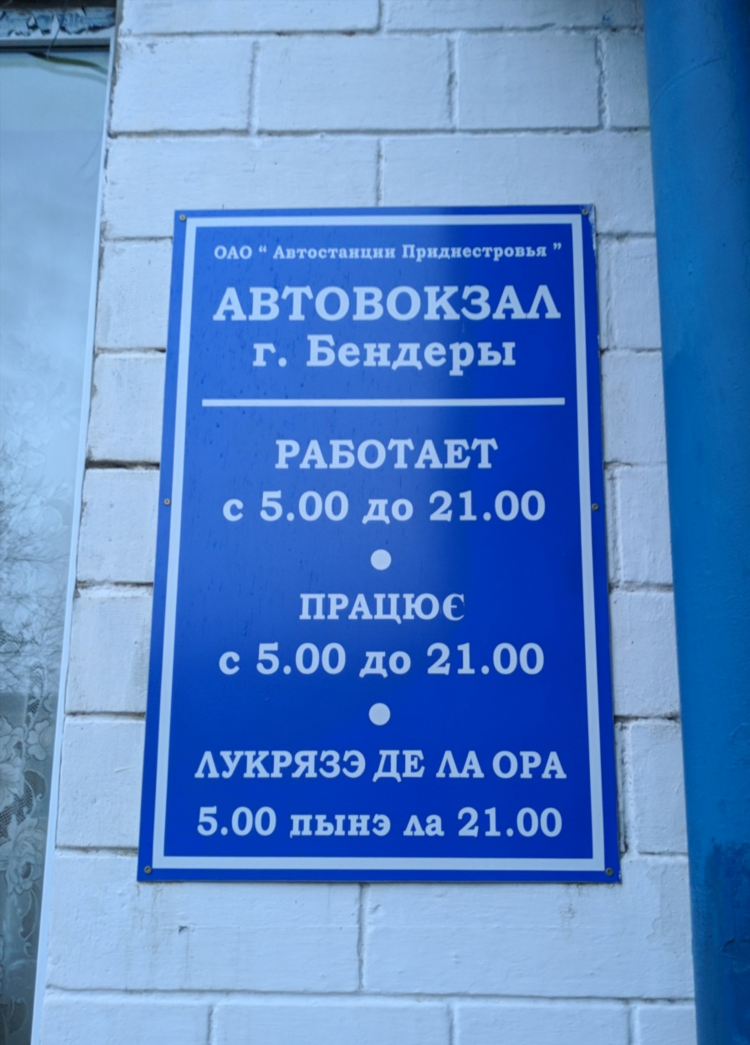 ОАО “ Автостанции Приднестровья ”
АВТОВОКЗАЛ
г. Бендеры
РАБОТАЕТ
с 5.00 до 21.00
ПРАЦЮЄ
с 5.00 до 21.00
ЛУКРЯЗЭ ДЕ ЛА ОРА
5.00 пынэ ла 21.00